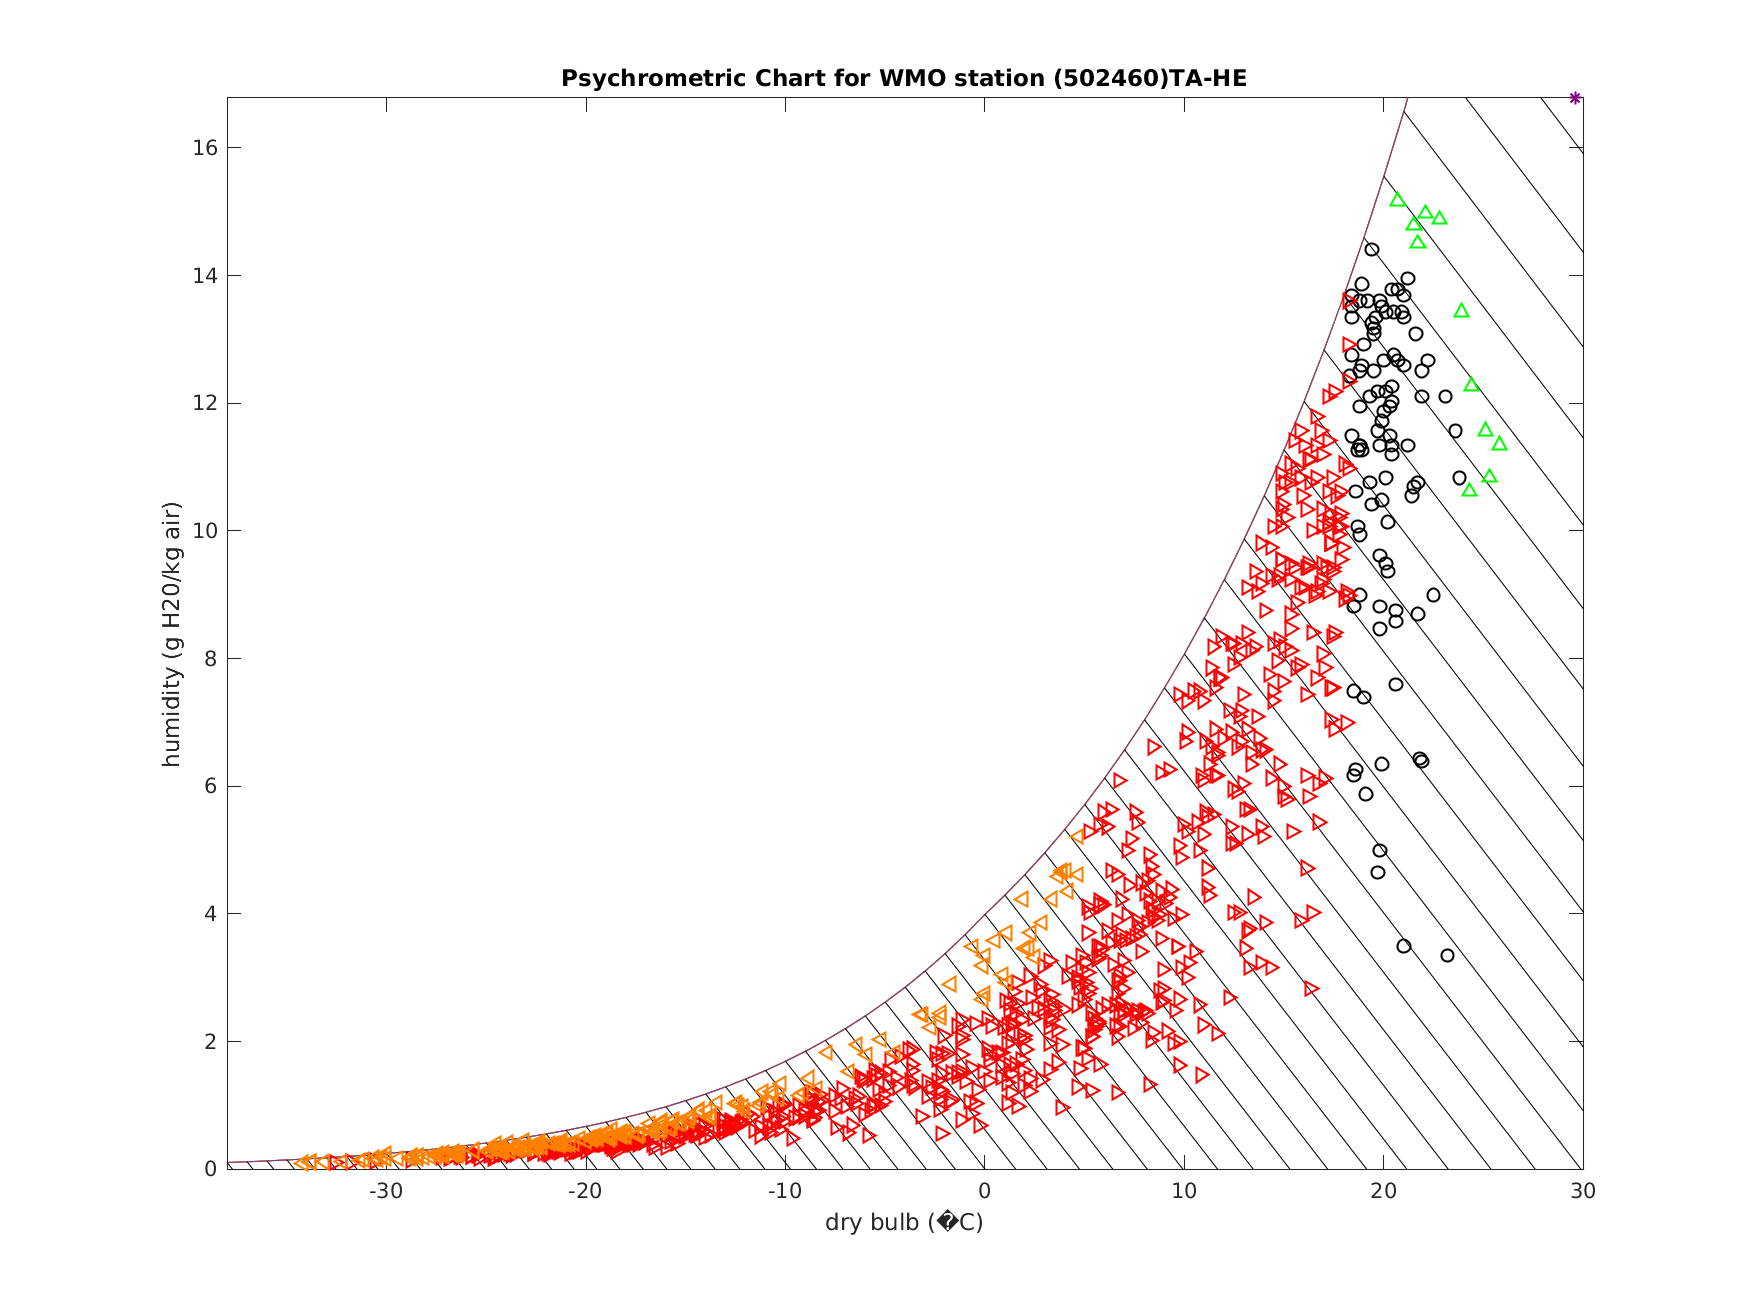 Psychrometric Chart for WMO station (502460)TA-HE
16
14
12
10
8
6
4
2
0
humidity (g H20/kg air)
-30 -20 -10 0 10 20 30
dry bulb (�C)